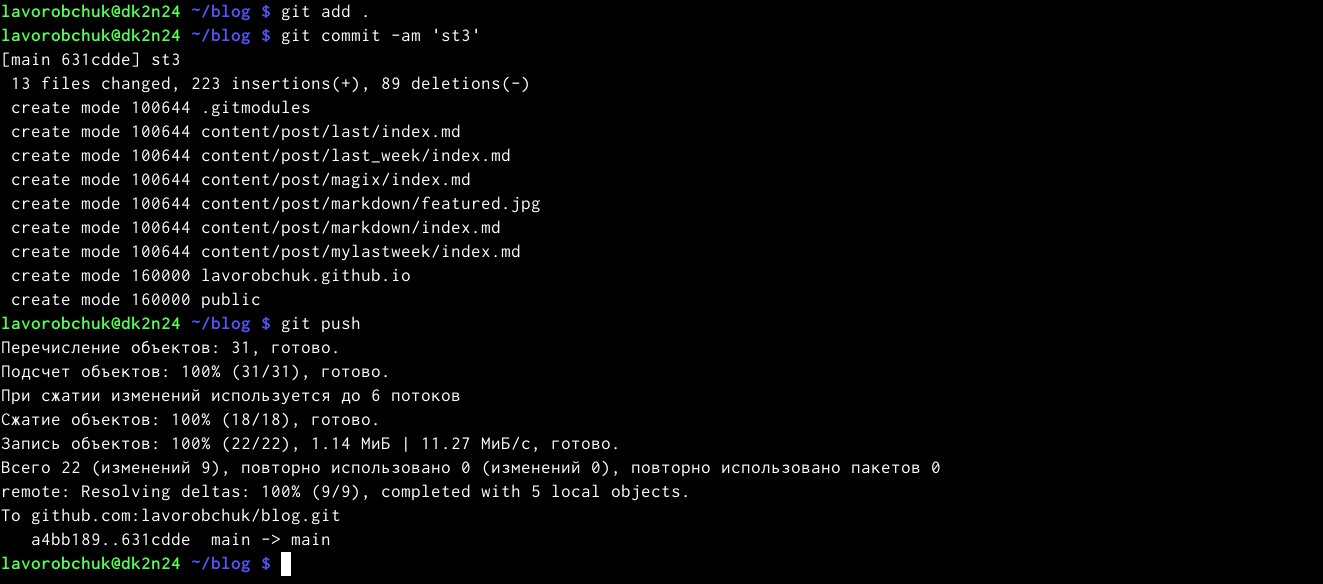 lavorobchuk@dk2n24 ~/blog $ git add .
lavorobchuk@dk2n24 ~/blog $ git commit -am 'st3'
[main 631cdde] st3
 13 files changed, 223 insertions(+), 89 deletions(-)
 create mode 100644 .gitmodules
 create mode 100644 content/post/last/index.md
 create mode 100644 content/post/last_week/index.md
 create mode 100644 content/post/magix/index.md
 create mode 100644 content/post/markdown/featured.jpg
 create mode 100644 content/post/markdown/index.md
 create mode 100644 content/post/mylastweek/index.md
 create mode 160000 lavorobchuk.github.io
 create mode 160000 public
lavorobchuk@dk2n24 ~/blog $ git push
Перечисление объектов: 31, готово.
Подсчет объектов: 100% (31/31), готово.
При сжатии изменений используется до 6 потоков
Сжатие объектов: 100% (18/18), готово.
Запись объектов: 100% (22/22), 1.14 МиБ | 11.27 МиБ/с, готово.
Всего 22 (изменений 9), повторно использовано 0 (изменений 0), повторно использовано пакетов 0
remote: Resolving deltas: 100% (9/9), completed with 5 local objects.
To github.com:lavorobchuk/blog.git
   a4bb189..631cdde  main -> main
lavorobchuk@dk2n24 ~/blog $